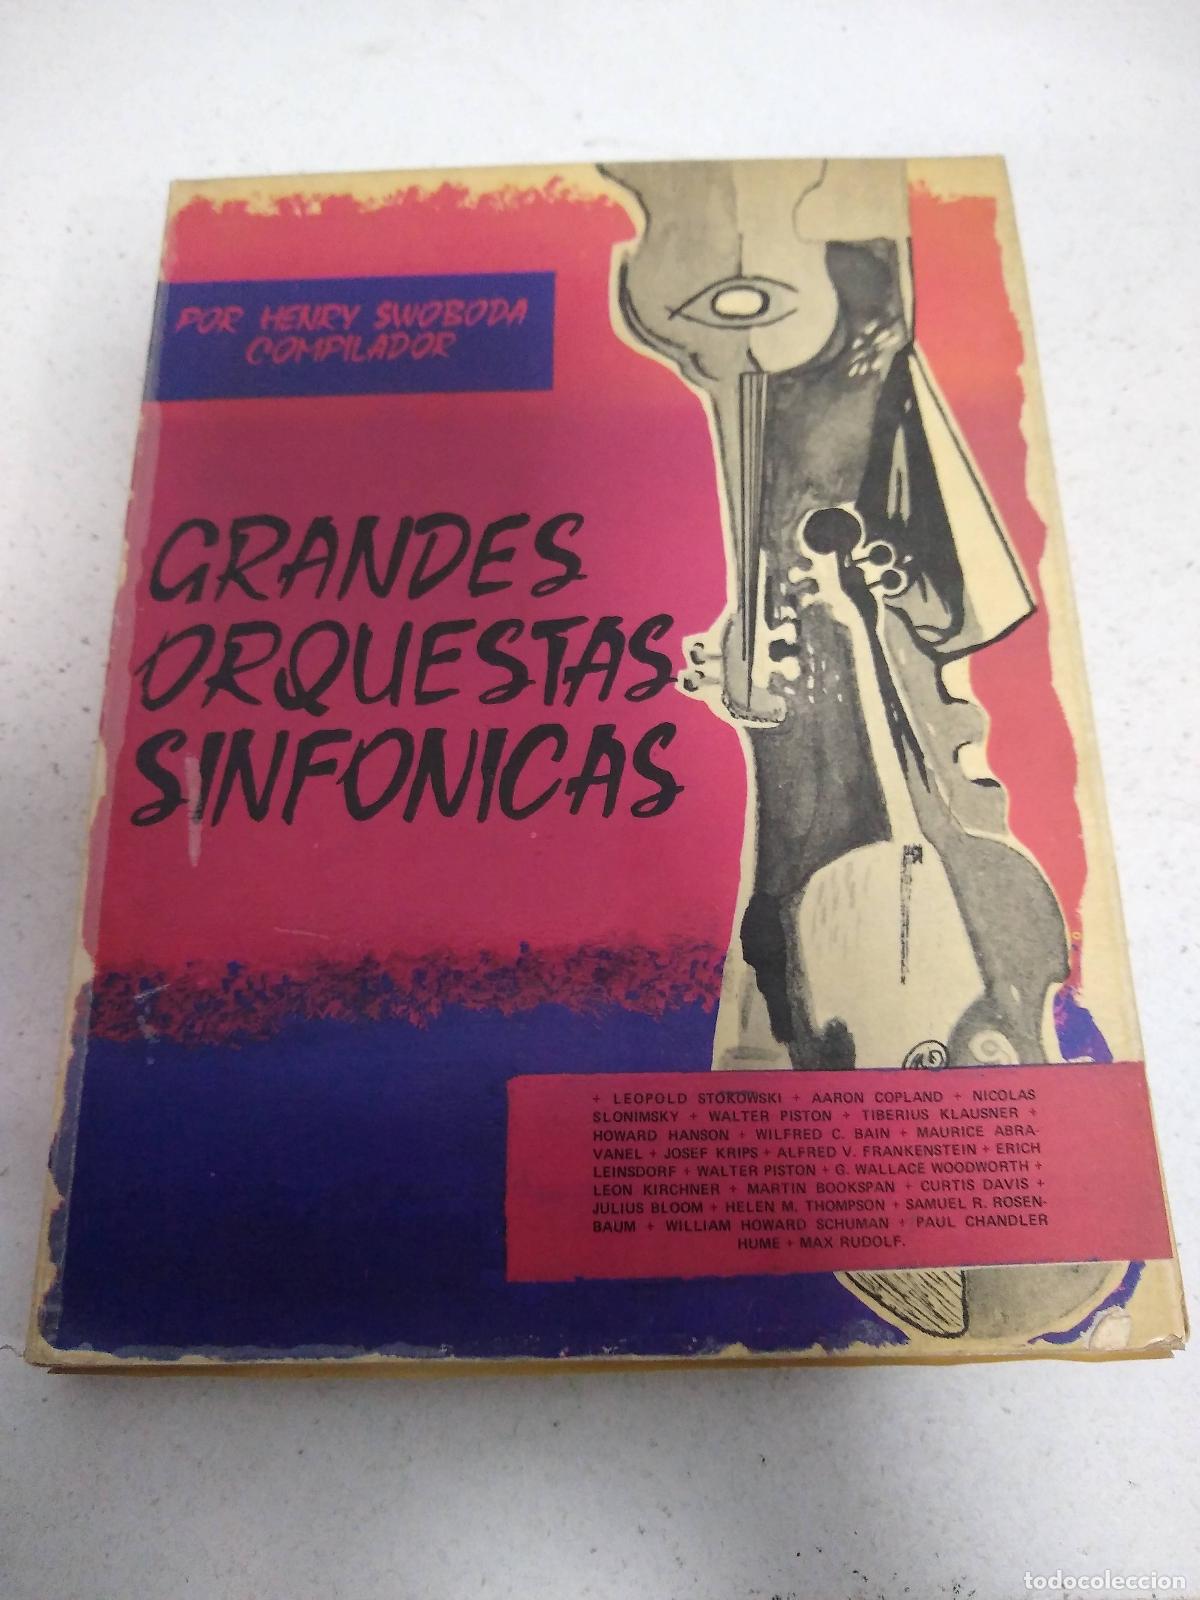 POR HENRY SWOBODA
COMPILADOR
GRANDES
ORQUESTAS
SINFONICAS
+ LEOPOLD STOKOWSKI + AARON COPLAND + NICOLAS
SLONIMSKY + WALTER PISTON + TIBERIUS KLAUSNER +
HOWARD HANSON + WILFRED C. BAIN + MAURICE ABRA-
VANEL + JOSEF KRIPS + ALFRED V. FRANKENSTEIN + ERICH
LEINSDORF + WALTER PISTON + G. WALLACE WOODWORTH +
LEON KIRCHNER + MARTIN BOOKSPAN + CURTIS DAVIS +
JULIUS BLOOM + HELEN M. THOMPSON + SAMUEL R. ROSEN-
BAUM + WILLIAM HOWARD SCHUMAN + PAUL CHANDLER
HUME + MAX RUDOLF.
todocoleccion